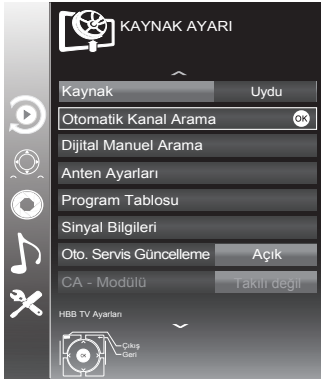 KAYNAK AYARI
Kaynak Uydu
Otomatik Kanal Arama OK
Dijital Manuel Arama
Anten Ayarları
Program Tablosu
Sinyal Bilgileri
Oto. Servis Güncelleme Açık
CA - Modülü Takılı değil
HBB TV Ayarları
Çıkış
Geri
OK